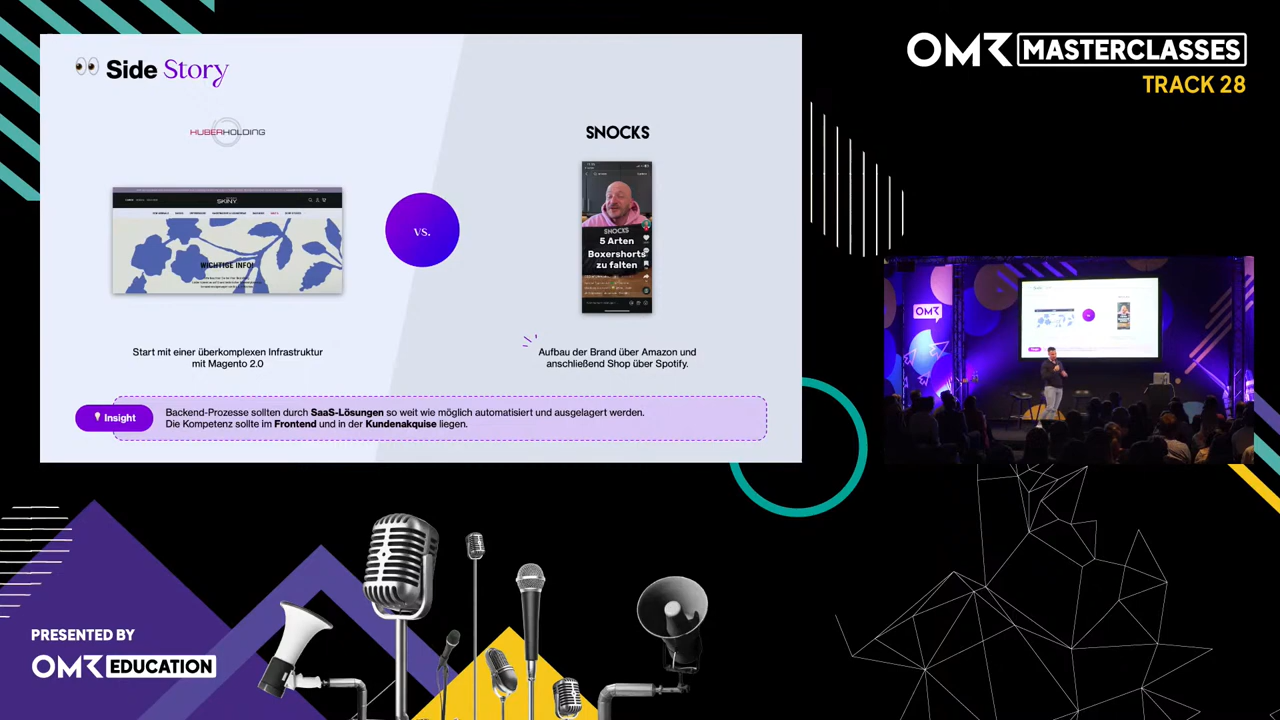 👀 Side Story
HUBERHOLDING
SKINY
WICHTIGE INFO!
Start mit einer überkomplexen Infrastruktur
mit Magento 2.0
vs.
SNOCKS
SNOCKS
5 Arten
Boxershorts
zu falten
Aufbau der Brand über Amazon und
anschließend Shop über Spotify.
Insight
Backend-Prozesse sollten durch SaaS-Lösungen so weit wie möglich automatisiert und ausgelagert werden.
Die Kompetenz sollte im Frontend und in der Kundenakquise liegen.
OMR MASTERCLASSES
TRACK 28
OMR
PRESENTED BY
OMR EDUCATION